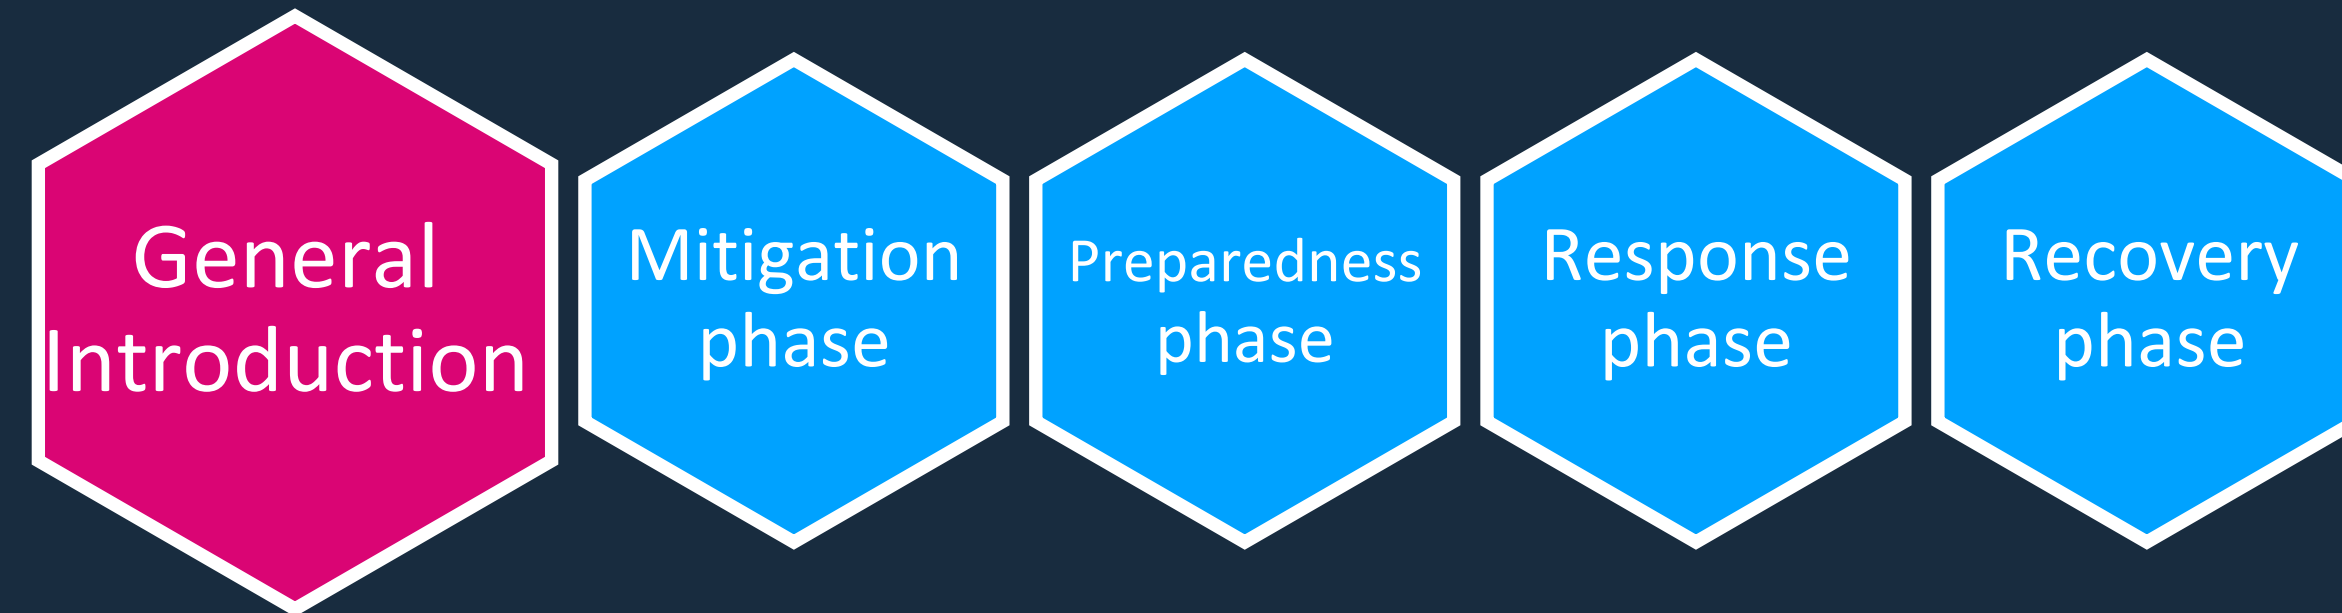 General
Introduction
Mitigation
phase
Preparedness
phase
Response
phase
Recovery
phase